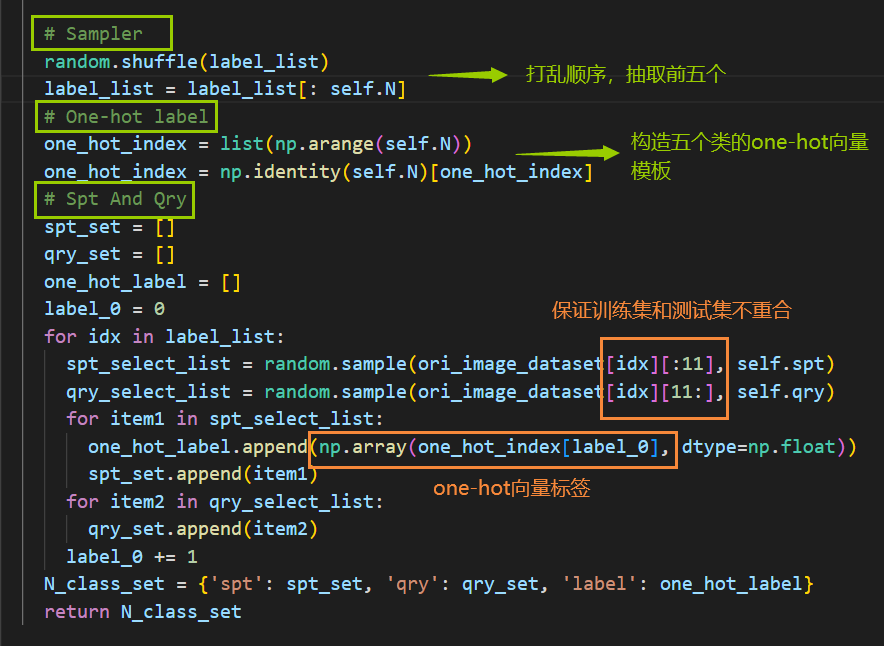 # Sampler
random.shuffle(label_list)
label_list = label_list[: self.N]
打乱顺序，抽取前五个
# One-hot label
one_hot_index = list(np.arange(self.N))
one_hot_index = np.identity(self.N)[one_hot_index]
构造五个类的one-hot向量
模板
# Spt And Qry
spt_set = []
qry_set = []
one_hot_label = []
label_0 = 0
保证训练集和测试集不重合
for idx in label_list:
spt_select_list = random.sample(ori_image_dataset[idx][:11], self.spt)
qry_select_list = random.sample(ori_image_dataset[idx][11:], self.qry)
for item1 in spt_select_list:
one_hot_label.append(np.array(one_hot_index[label_0], dtype=np.float))
spt_set.append(item1)
one-hot向量标签
for item2 in qry_select_list:
qry_set.append(item2)
label_0 += 1
N_class_set = {'spt': spt_set, 'qry': qry_set, 'label': one_hot_label}
return N_class_set